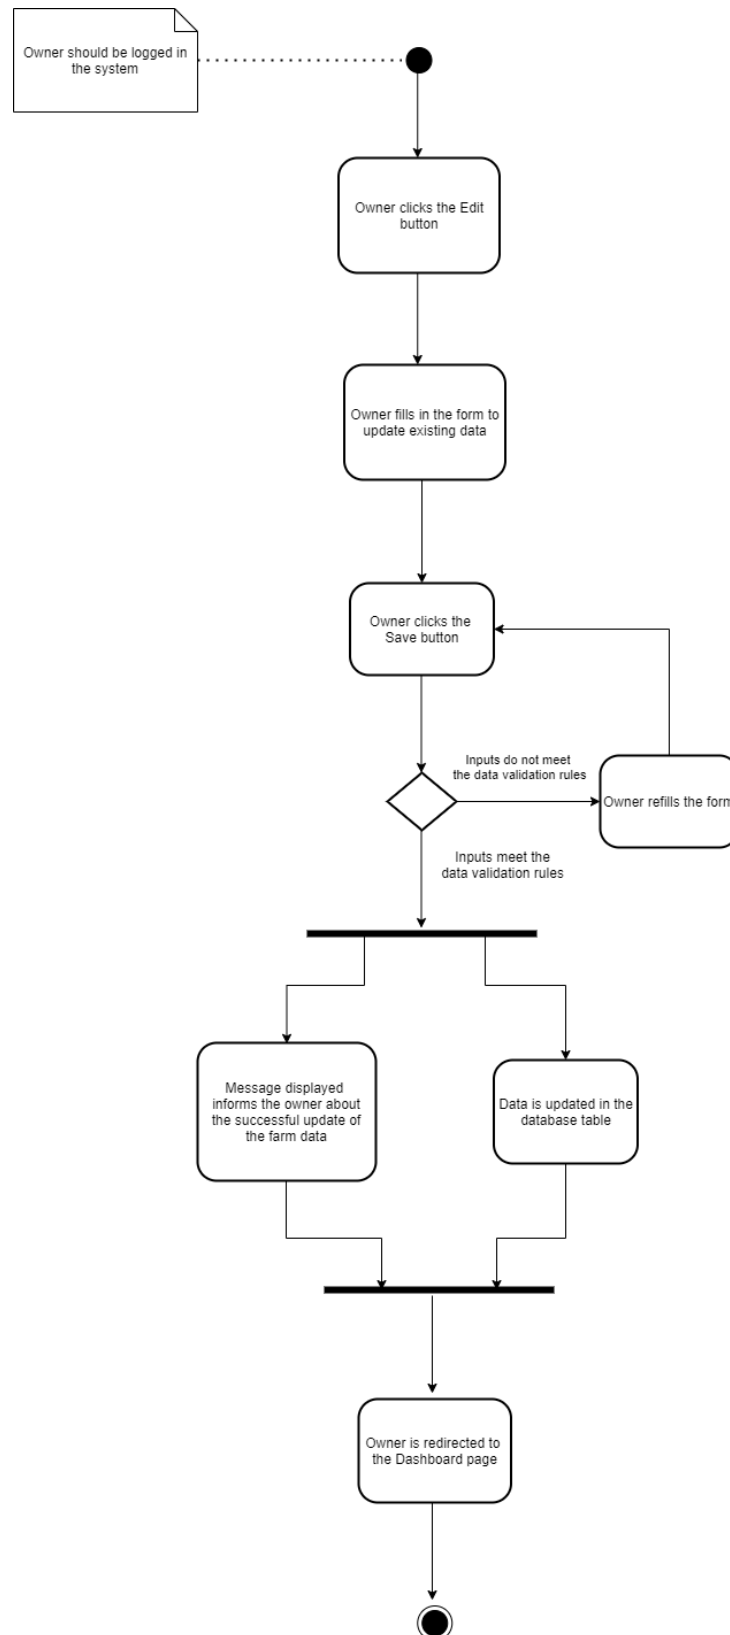 Owner should be logged in
the system
Owner clicks the Edit
button
Owner fills in the form to
update existing data
Owner clicks the
Save button
Inputs do not meet
the data validation rules
Owner refills the form
Inputs meet the
data validation rules
Message displayed
informs the owner about
the successful update of
the farm data
Data is updated in the
database table
Owner is redirected to
the Dashboard page